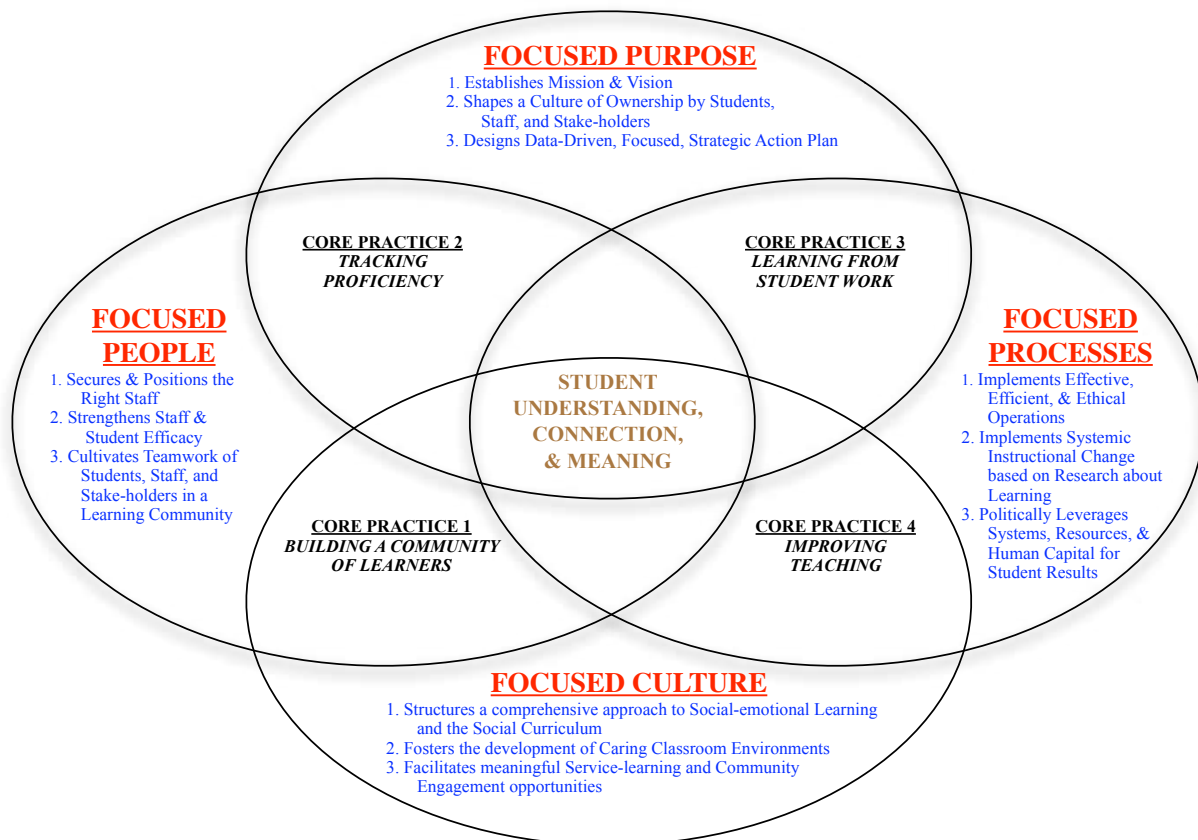 FOCUSED PURPOSE
1. Establishes Mission & Vision
2. Shapes a Culture of Ownership by Students,
Staff, and Stake-holders
3. Designs Data-Driven, Focused, Strategic Action Plan
CORE PRACTICE 2
TRACKING
PROFICIENCY
CORE PRACTICE 3
LEARNING FROM
STUDENT WORK
FOCUSED
PEOPLE
1. Secures & Positions the
Right Staff
2. Strengthens Staff &
Student Efficacy
3. Cultivates Teamwork of
Students, Staff, and
Stake-holders in a
Learning Community
STUDENT
UNDERSTANDING,
CONNECTION,
& MEANING
FOCUSED
PROCESSES
1. Implements Effective,
Efficient, & Ethical
Operations
2. Implements Systemic
Instructional Change
based on Research about
Learning
3. Politically Leverages
Systems, Resources, &
Human Capital for
Student Results
CORE PRACTICE 1
BUILDING A COMMUNITY
OF LEARNERS
CORE PRACTICE 4
IMPROVING
TEACHING
FOCUSED CULTURE
1. Structures a comprehensive approach to Social-emotional Learning
and the Social Curriculum
2. Fosters the development of Caring Classroom Environments
3. Facilitates meaningful Service-learning and Community
Engagement opportunities